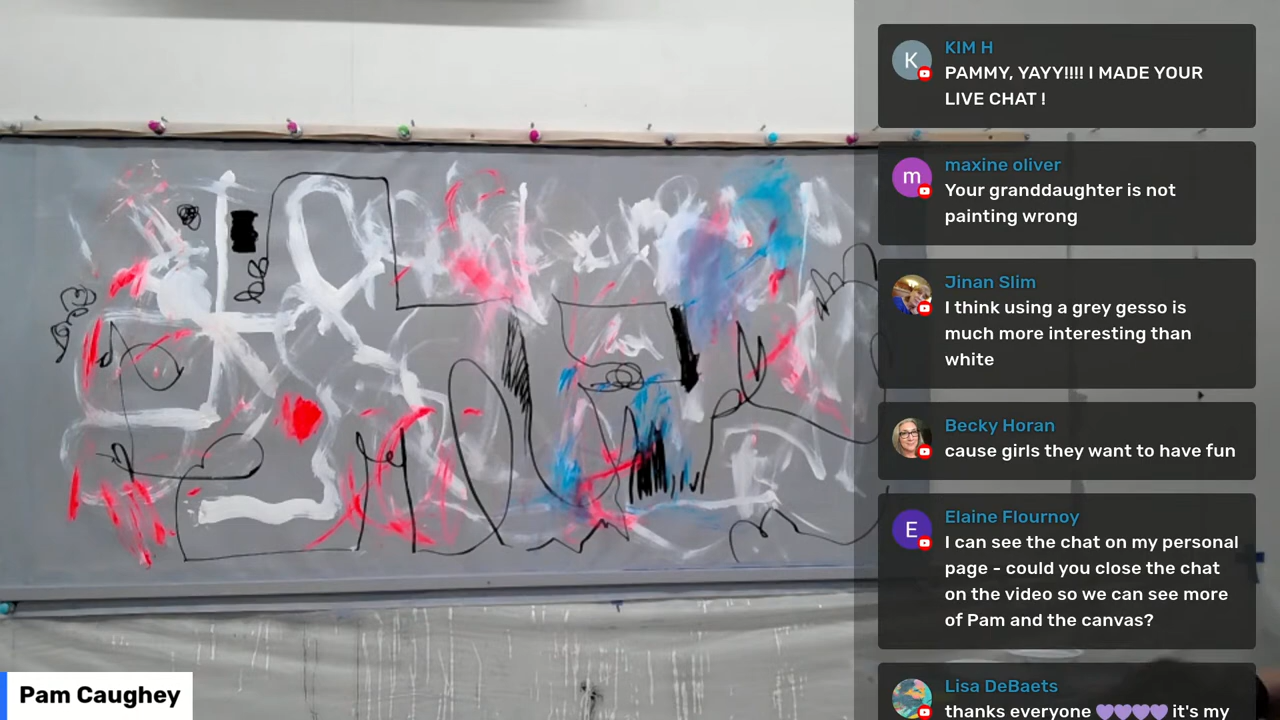 KIM H
PAMMY, YAYY!!!! I MADE YOUR
LIVE CHAT !
maxine oliver
Your granddaughter is not
painting wrong
Jinan Slim
I think using a grey gesso is
much more interesting than
white
Becky Horan
cause girls they want to have fun
Elaine Flournoy
I can see the chat on my personal
page - could you close the chat
on the video so we can see more
of Pam and the canvas?
Lisa DeBaets
thanks everyone 💜💜💜💜 it's my
Pam Caughey
K
m
E